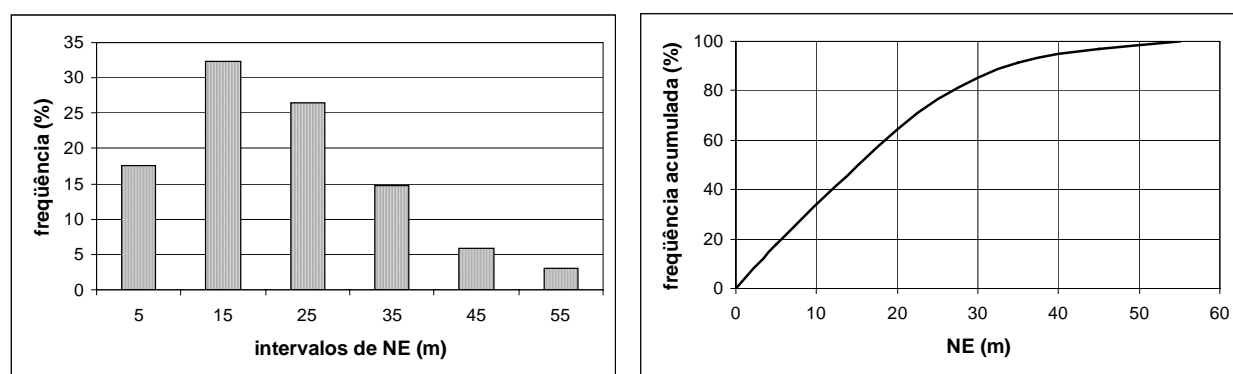 freqüência (%)
35
30
25
20
15
10
5
0
5 15 25 35 45 55
intervalos de NE (m)
freqüência acumulada (%)
100
80
60
40
20
0
0 10 20 30 40 50 60
NE (m)